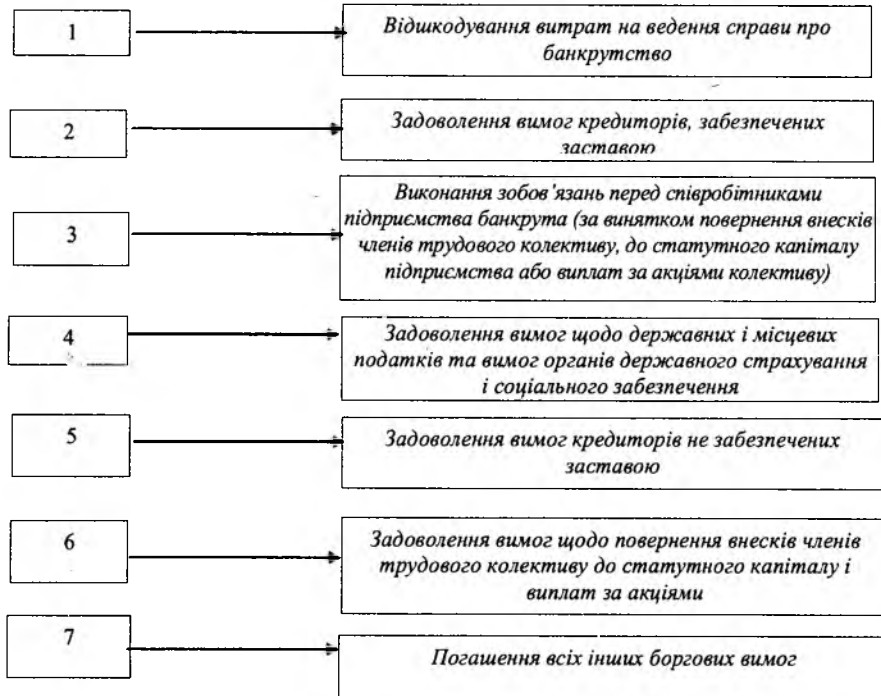 1
Відшкодування витрат на ведення справи про
банкрутство
2
Задоволення вимог кредиторів, забезпечених
заставою
3
Виконання зобов’язань перед співробітниками
підприємства банкрута (за винятком повернення внесків
членів трудового колективу, до статутного капіталу
підприємства або виплат за акціями колективу)
4
Задоволення вимог щодо державних і місцевих
податків та вимог органів державного страхування
і соціального забезпечення
5
Задоволення вимог кредиторів не забезпечених
заставою
6
Задоволення вимог щодо повернення внесків членів
трудового колективу до статутного капіталу і
виплат за акціями
7
Погашення всіх інших боргових вимог